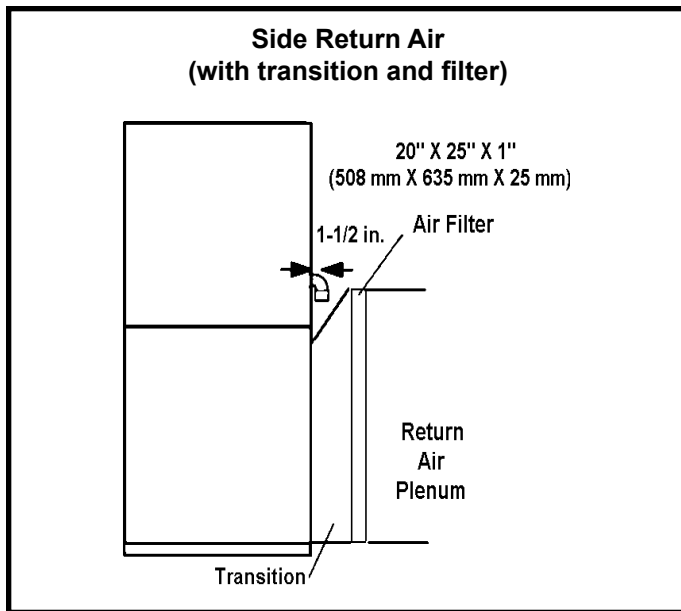 Side Return Air
(with transition and filter)
20" X 25" X 1"
(508 mm X 635 mm X 25 mm)
1-1/2 in.
Air Filter
Return
Air
Plenum
Transition